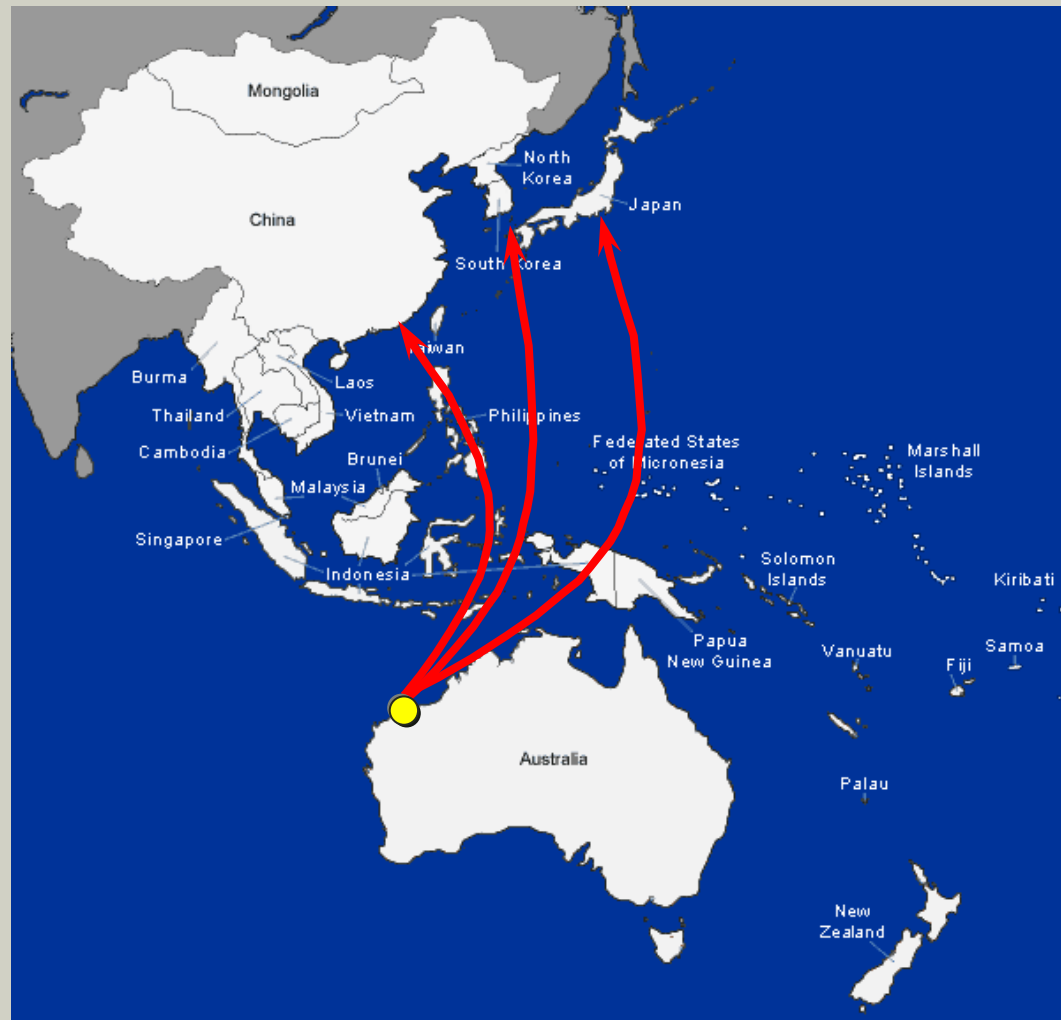 Mongolia
North
Korea
China
Japan
South Korea
Taiwan
Burma
Laos
Thailand
Vietnam
Philippines
Cambodia
Federated States
of Micronesia
Marshall
Islands
Brunei
Malaysia
Singapore
Indonesia
Solomon
Islands
Kiribati
Papua
New Guinea
Vanuatu
Samoa
Fiji
Australia
Palau
New
Zealand